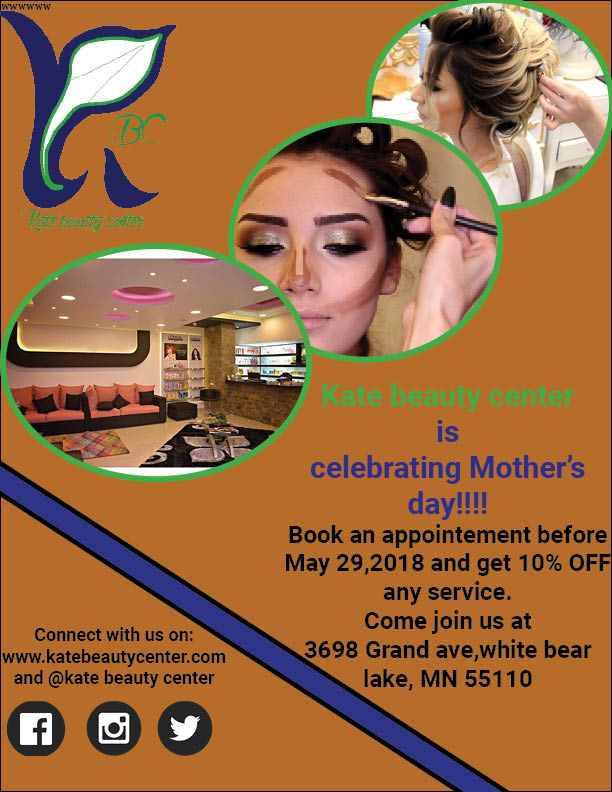 wwwwww
BC
Kate beauty center
Kate beauty center
is
celebrating Mother’s
day!!!!
Book an appointement before
May 29,2018 and get 10% OFF
any service.
Come join us at
3698 Grand ave,white bear
lake, MN 55110
Connect with us on:
www.katebeautycenter.com
and @kate beauty center